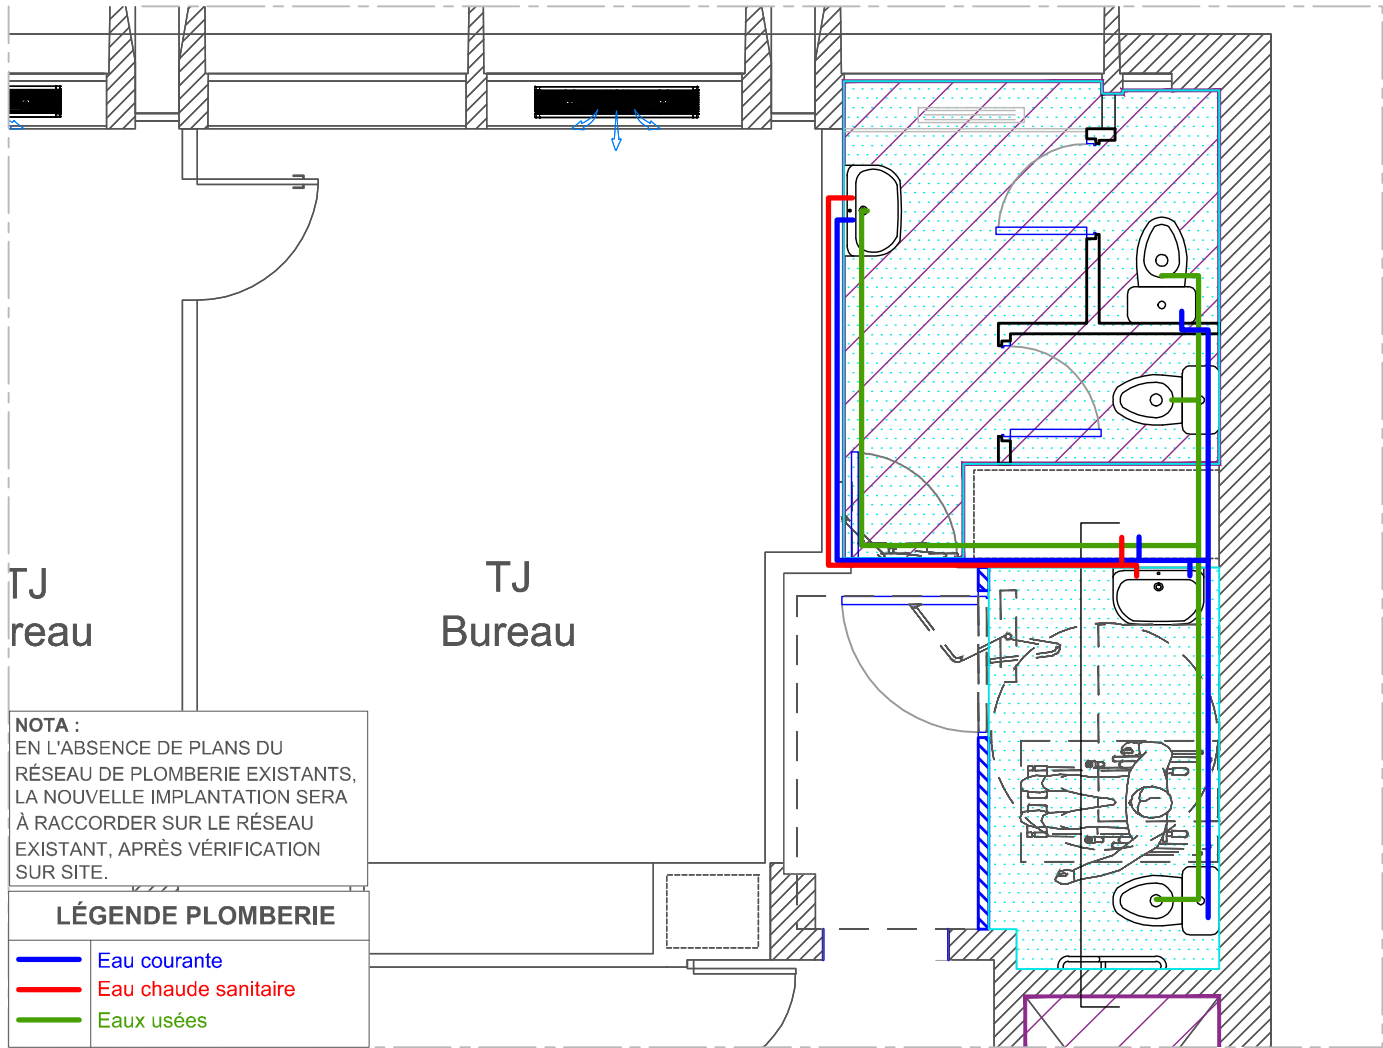 TJ
Bureau
TJ
reau
NOTA :
EN L'ABSENCE DE PLANS DU
RÉSEAU DE PLOMBERIE EXISTANTS,
LA NOUVELLE IMPLANTATION SERA
À RACCORDER SUR LE RÉSEAU
EXISTANT, APRÈS VÉRIFICATION
SUR SITE.
LÉGENDE PLOMBERIE
Eau courante
Eau chaude sanitaire
Eaux usées